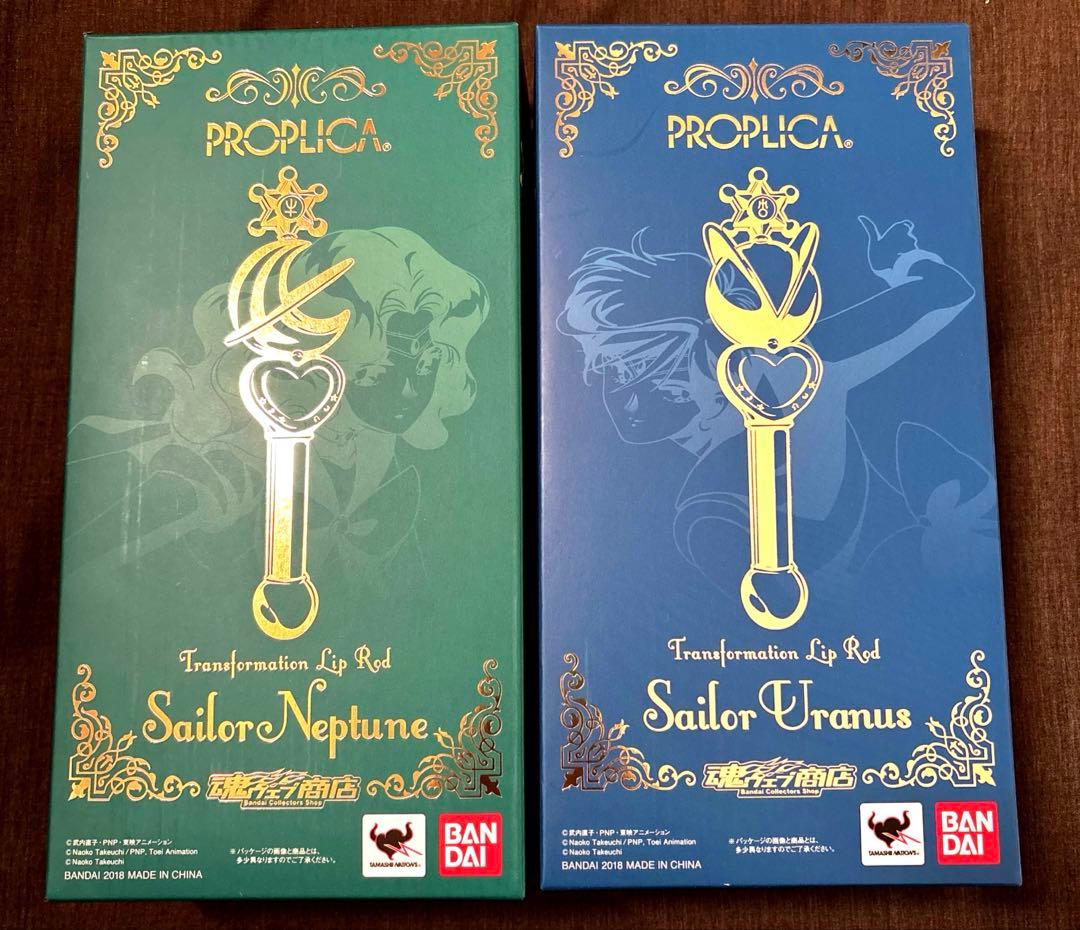 PROPLICA®
Transformation Lip Rod
Sailor Neptune
魂ウェブ商店
Bandai Collectors Shop
©武内直子・PNP・東映アニメーション
© Naoko Takeuchi / PNP, Toei Animation
© Naoko Takeuchi
BANDAI 2018 MADE IN CHINA
※パッケージの画像と商品とは、
多少異なりますのでご了承ください。
TAMASHII NATIONS®
BAN
DAI
PROPLICA®
Transformation Lip Rod
Sailor Uranus
魂ウェブ商店
Bandai Collectors Shop
©武内直子・PNP・東映アニメーション
© Naoko Takeuchi / PNP, Toei Animation
© Naoko Takeuchi
BANDAI 2018 MADE IN CHINA
※パッケージの画像と商品とは、
多少異なりますのでご了承ください。
TAMASHII NATIONS®
BAN
DAI